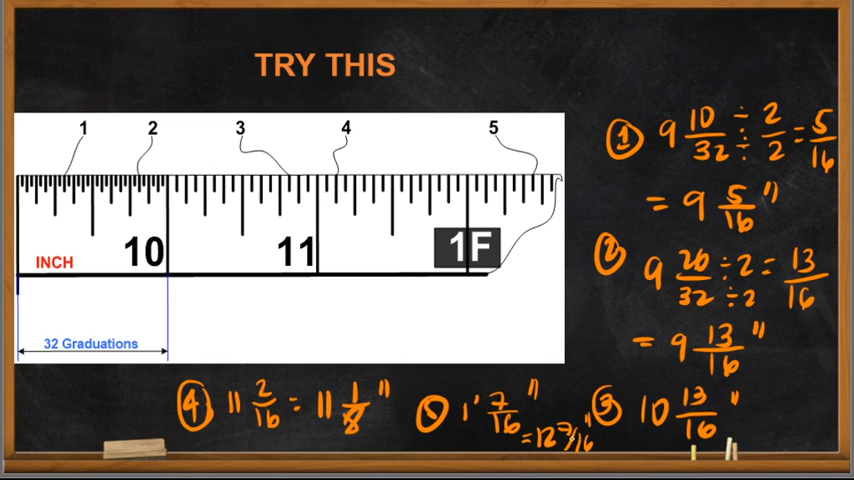 TRY THIS
1 2 3 4 5
INCH 10 11 1F
32 Graduations
① 9 10/32 ÷ 2/2 = 5/16
= 9 5/16"
② 9 26/32 ÷2/÷2 = 13/16
= 9 13/16"
③ 10 13/16"
④ 11 2/16 = 11 1/8"
⑤ 1' 7/16"
= 12 7/16"